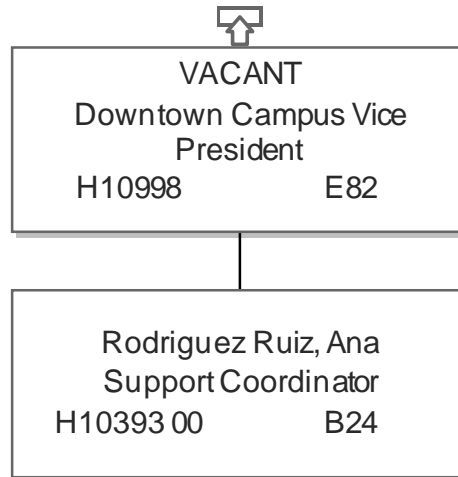 VACANT
Downtown Campus Vice
President
H10998 E82
Rodriguez Ruiz, Ana
Support Coordinator
H10393 00 B24